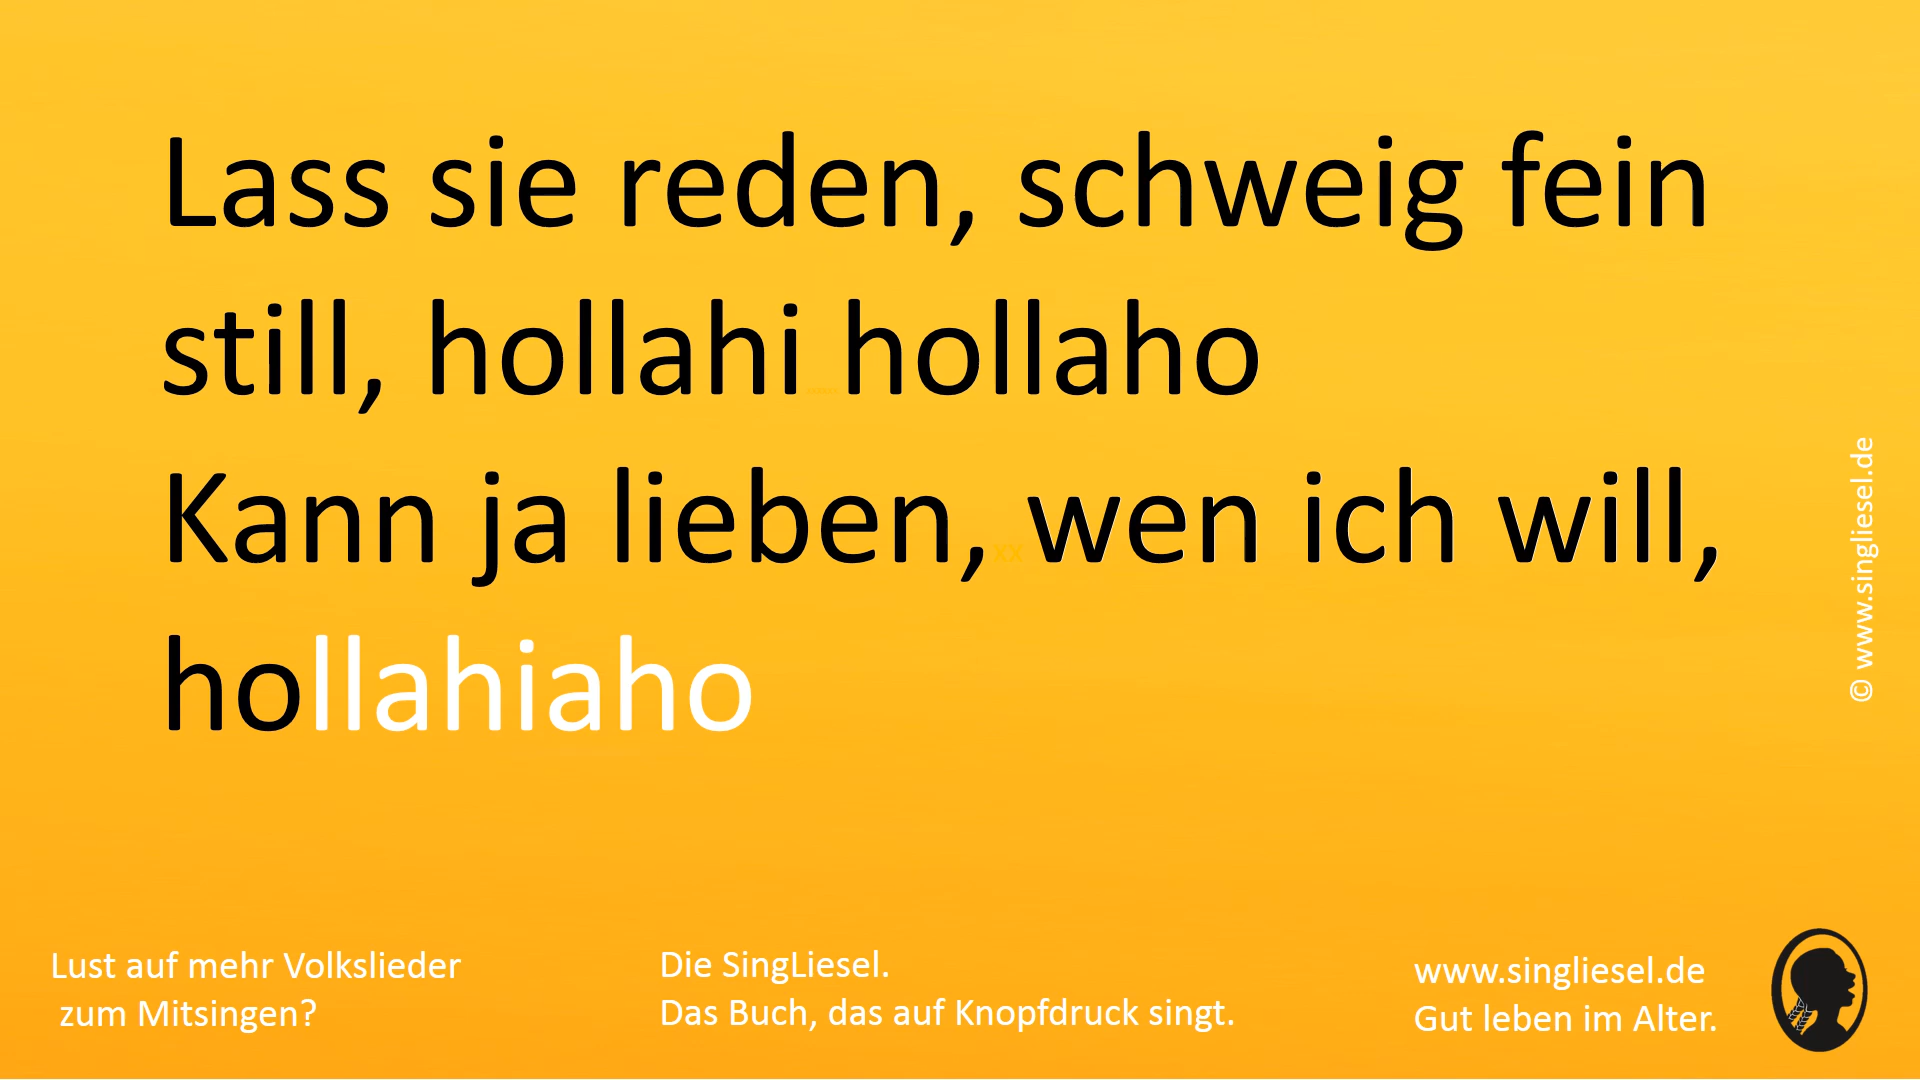 Lass sie reden, schweig fein
still, hollahi hollaho
Kann ja lieben, wen ich will,
hollahiaho
© www.singliesel.de
Lust auf mehr Volkslieder
zum Mitsingen?
Die SingLiesel.
Das Buch, das auf Knopfdruck singt.
www.singliesel.de
Gut leben im Alter.